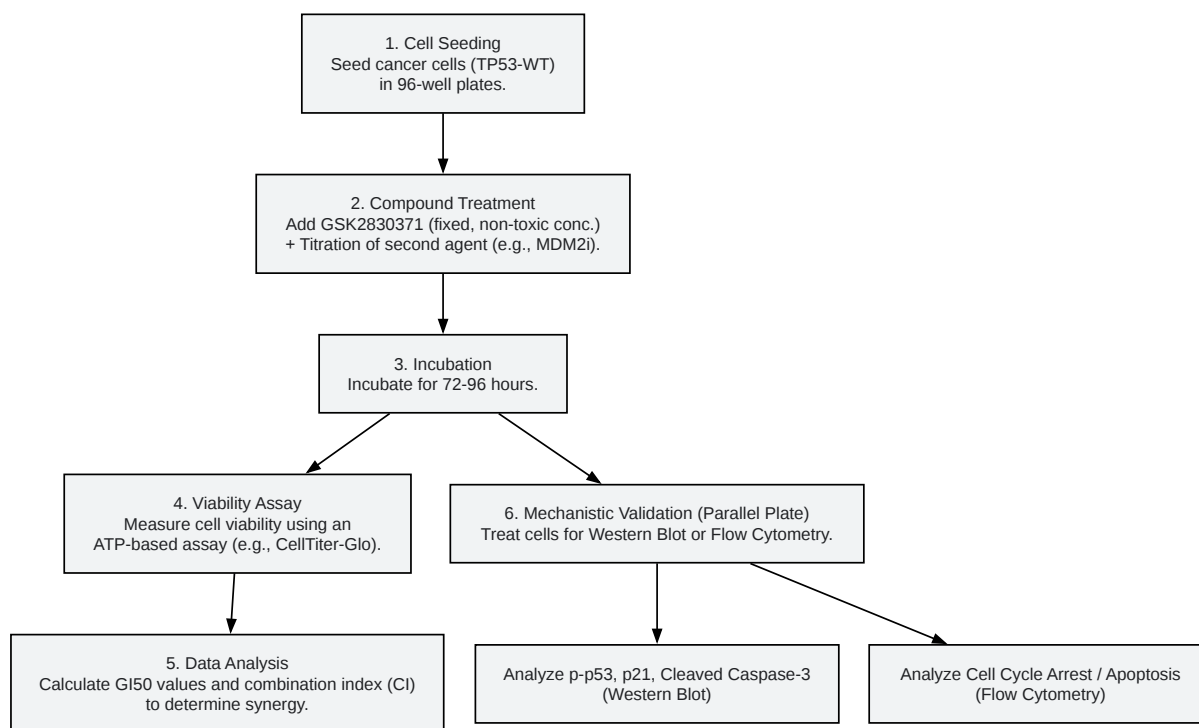 1. Cell Seeding
Seed cancer cells (TP53-WT)
in 96-well plates.
2. Compound Treatment
Add GSK2830371 (fixed, non-toxic conc.)
+ Titration of second agent (e.g., MDM2i).
3. Incubation
Incubate for 72-96 hours.
4. Viability Assay
Measure cell viability using an
ATP-based assay (e.g., CellTiter-Glo).
6. Mechanistic Validation (Parallel Plate)
Treat cells for Western Blot or Flow Cytometry.
5. Data Analysis
Calculate GI50 values and combination index (CI)
to determine synergy.
Analyze p-p53, p21, Cleaved Caspase-3
(Western Blot)
Analyze Cell Cycle Arrest / Apoptosis
(Flow Cytometry)